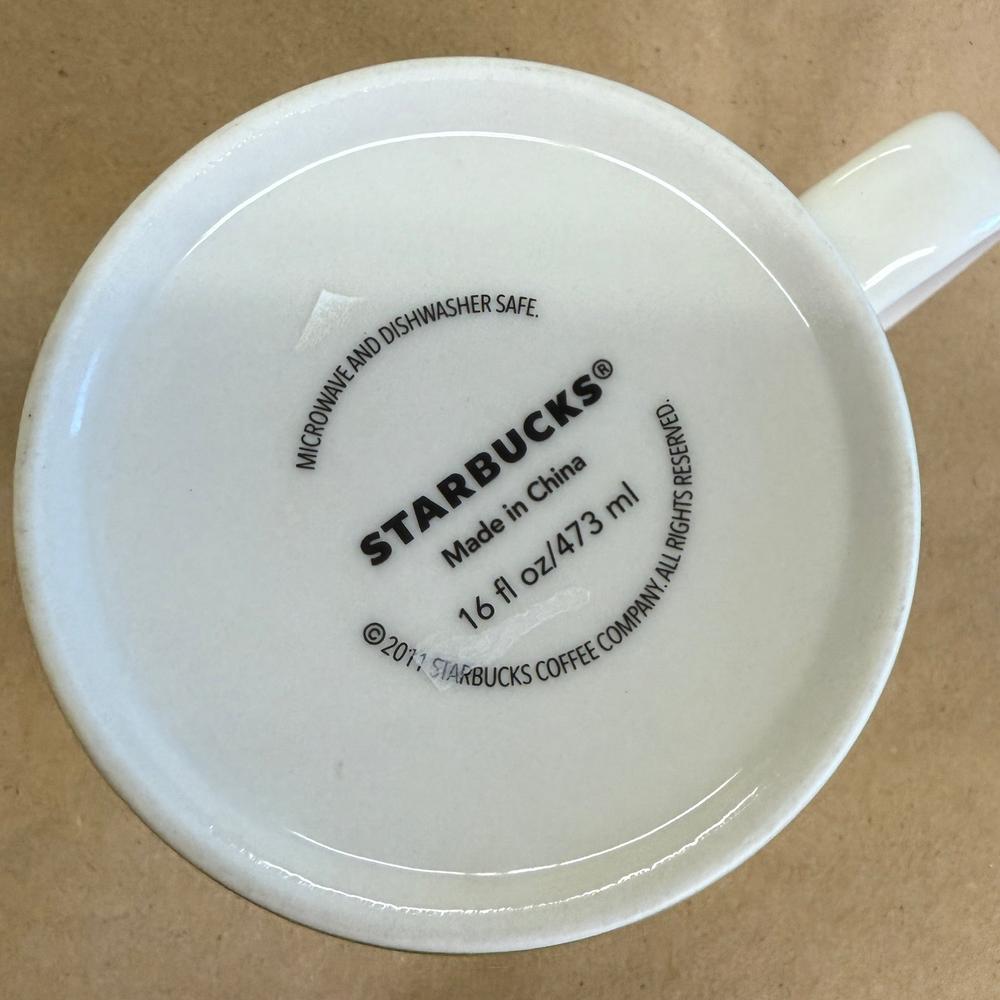 MICROWAVE AND DISHWASHER SAFE.
STARBUCKS®
Made in China
16 fl oz/473 ml
© 2011 STARBUCKS COFFEE COMPANY. ALL RIGHTS RESERVED.